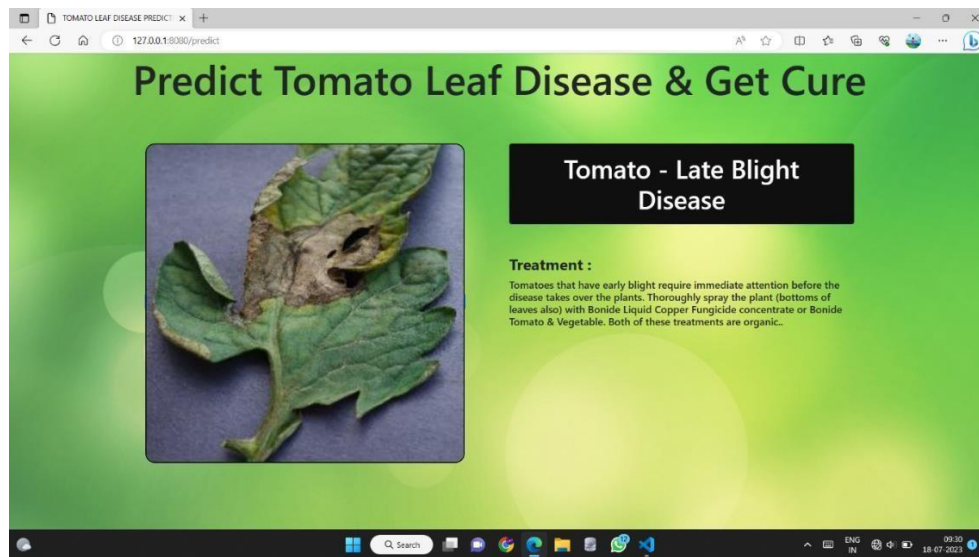 TOMATO LEAF DISEASE PREDICT
127.0.0.1:8080/predict
Predict Tomato Leaf Disease & Get Cure
Tomato - Late Blight
Disease
Treatment :
Tomatoes that have early blight require immediate attention before the
disease takes over the plants. Thoroughly spray the plant (bottoms of
leaves also) with Bonide Liquid Copper Fungicide concentrate or Bonide
Tomato & Vegetable. Both of these treatments are organic..
Search
ENG
IN
09:30
18-07-2023